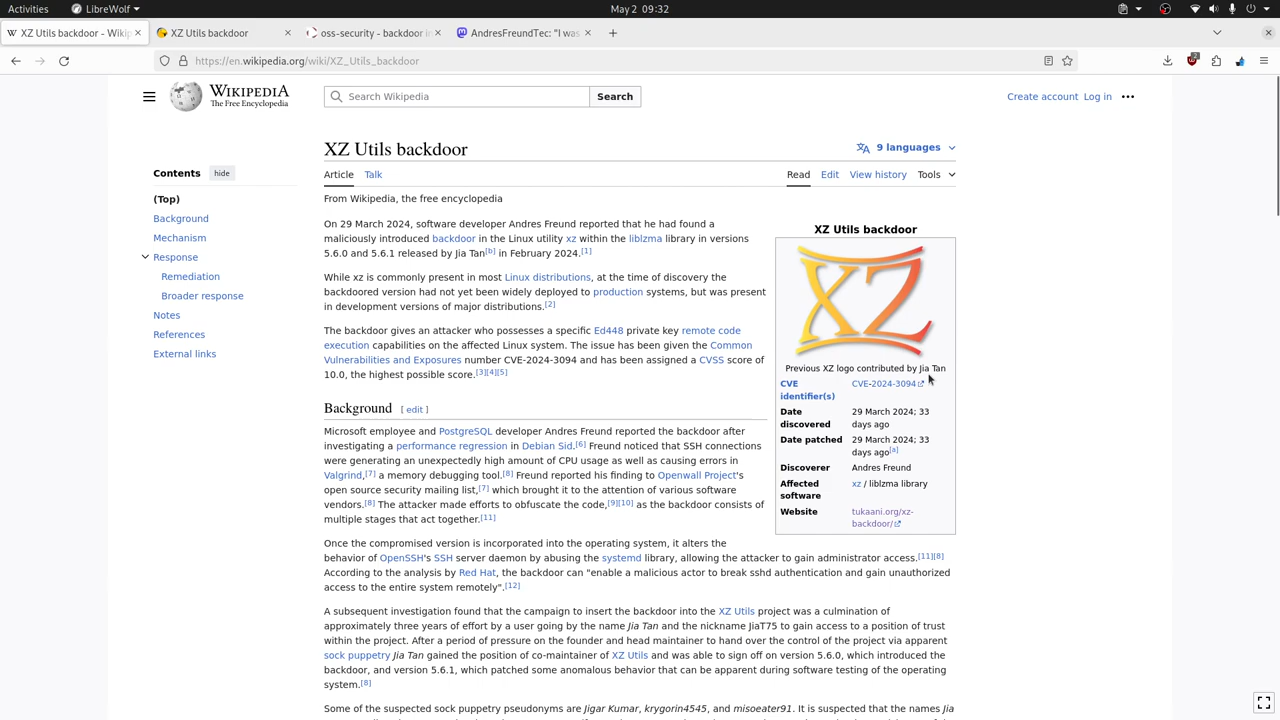 Activities LibreWolf May 2 09:32
XZ Utils backdoor - Wikip XZ Utils backdoor oss-security - backdoor i AndresFreundTec: "I was
https://en.wikipedia.org/wiki/XZ_Utils_backdoor
WIKIPEDIA
The Free Encyclopedia
Search Wikipedia Search
Create account Log in
XZ Utils backdoor
9 languages
Article Talk Read Edit View history Tools
From Wikipedia, the free encyclopedia
Contents hide
(Top)
Background
Mechanism
Response
Remediation
Broader response
Notes
References
External links
On 29 March 2024, software developer Andres Freund reported that he had found a
maliciously introduced backdoor in the Linux utility xz within the liblzma library in versions
5.6.0 and 5.6.1 released by Jia Tan[b] in February 2024.[1]
While xz is commonly present in most Linux distributions, at the time of discovery the
backdoored version had not yet been widely deployed to production systems, but was present
in development versions of major distributions.[2]
The backdoor gives an attacker who possesses a specific Ed448 private key remote code
execution capabilities on the affected Linux system. The issue has been given the Common
Vulnerabilities and Exposures number CVE-2024-3094 and has been assigned a CVSS score of
10.0, the highest possible score.[3][4][5]
XZ Utils backdoor
XZ
Previous XZ logo contributed by Jia Tan
CVE CVE-2024-3094
identifier(s)
Date 29 March 2024; 33
discovered days ago
Date patched 29 March 2024; 33
days ago[a]
Discoverer Andres Freund
Affected xz / liblzma library
software
Website tukaani.org/xz-
backdoor/
Background [ edit ]
Microsoft employee and PostgreSQL developer Andres Freund reported the backdoor after
investigating a performance regression in Debian Sid.[6] Freund noticed that SSH connections
were generating an unexpectedly high amount of CPU usage as well as causing errors in
Valgrind,[7] a memory debugging tool.[8] Freund reported his finding to Openwall Project's
open source security mailing list,[7] which brought it to the attention of various software
vendors.[8] The attacker made efforts to obfuscate the code,[9][10] as the backdoor consists of
multiple stages that act together.[11]
Once the compromised version is incorporated into the operating system, it alters the
behavior of OpenSSH's SSH server daemon by abusing the systemd library, allowing the attacker to gain administrator access.[11][8]
According to the analysis by Red Hat, the backdoor can "enable a malicious actor to break sshd authentication and gain unauthorized
access to the entire system remotely".[12]
A subsequent investigation found that the campaign to insert the backdoor into the XZ Utils project was a culmination of
approximately three years of effort by a user going by the name Jia Tan and the nickname JiaT75 to gain access to a position of trust
within the project. After a period of pressure on the founder and head maintainer to hand over the control of the project via apparent
sock puppetry Jia Tan gained the position of co-maintainer of XZ Utils and was able to sign off on version 5.6.0, which introduced the
backdoor, and version 5.6.1, which patched some anomalous behavior that can be apparent during software testing of the operating
system.[8]
Some of the suspected sock puppetry pseudonyms are Jigar Kumar, krygorin4545, and misoeater91. It is suspected that the names Jia